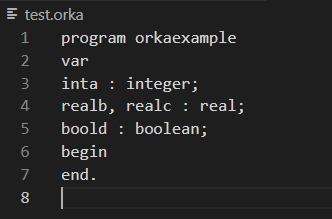 test.orka
1 program orkaexample
2 var
3 inta : integer;
4 realb, realc : real;
5 boold : boolean;
6 begin
7 end.
8